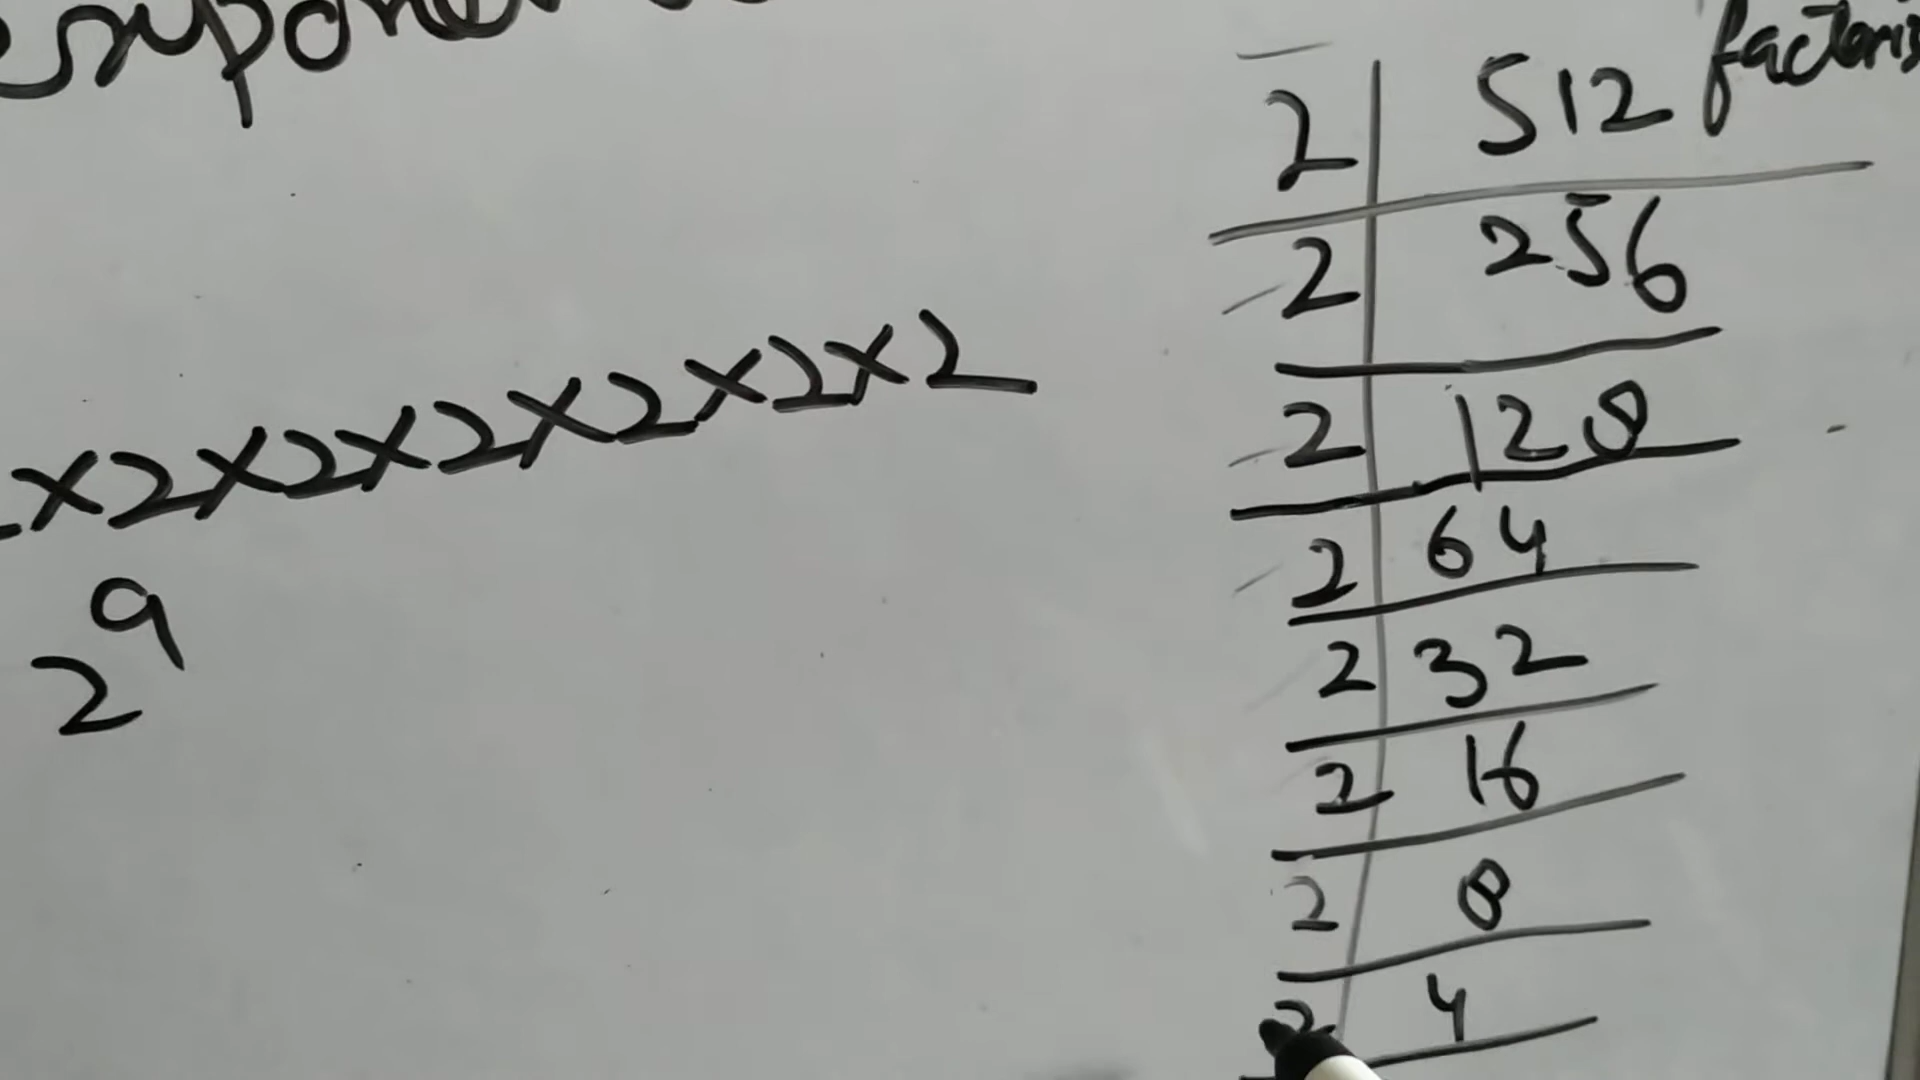 ×2×2×2×2×2×2×2
2⁹
2 | 512
2 | 256
2 | 128
2 | 64
2 | 32
2 | 16
2 | 8
2 | 4